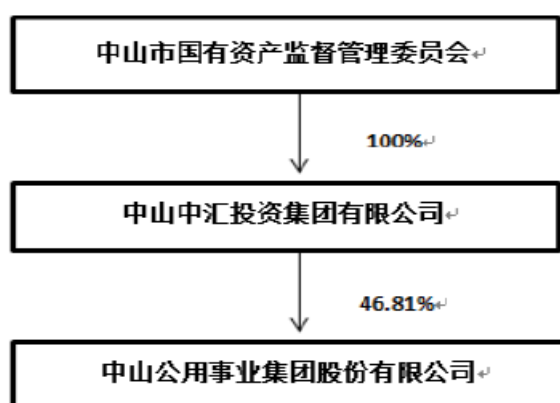 中山市国有资产监督管理委员会
100%
中山中汇投资集团有限公司
46.81%
中山公用事业集团股份有限公司